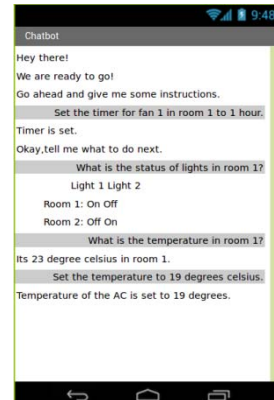 9:48
Chatbot
Hey there!
We are ready to go!
Go ahead and give me some instructions.
Set the timer for fan 1 in room 1 to 1 hour.
Timer is set.
Okay,tell me what to do next.
What is the status of lights in room 1?
Light 1 Light 2
Room 1: On Off
Room 2: Off On
What is the temperature in room 1?
Its 23 degree celsius in room 1.
Set the temperature to 19 degrees celsius.
Temperature of the AC is set to 19 degrees.